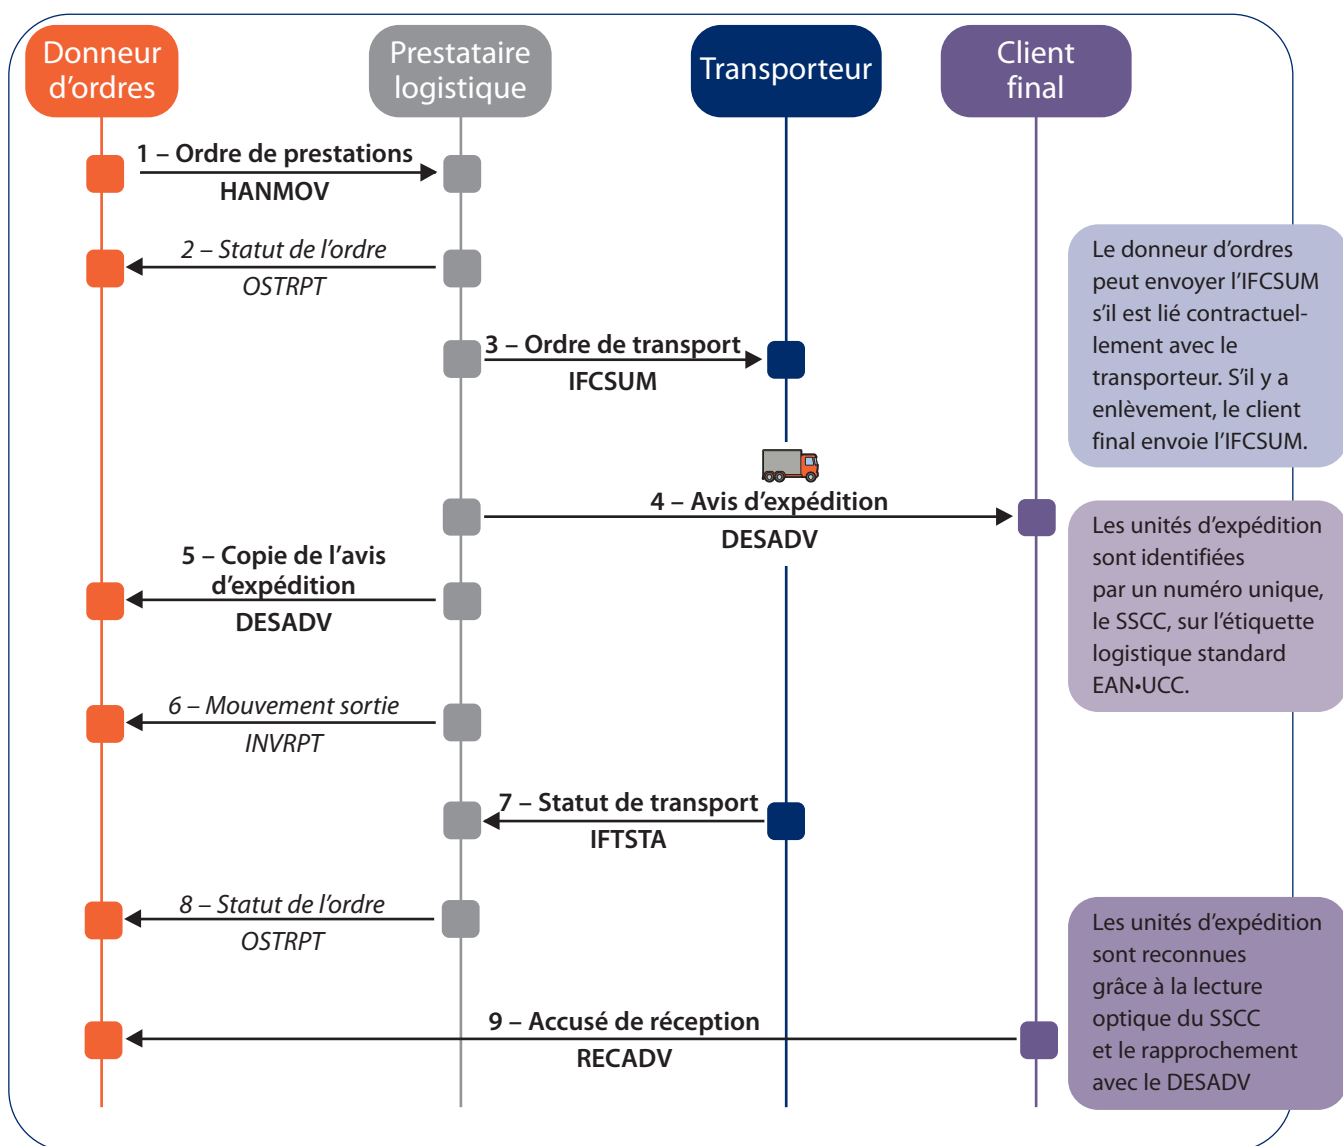 Donneur
d'ordres
Prestataire
logistique
Transporteur
Client
final
1 – Ordre de prestations
HANMOV
2 – Statut de l'ordre
OSTRPT
3 – Ordre de transport
IFCSUM
Le donneur d'ordres
peut envoyer l'IFCSUM
s'il est lié contractuel-
lement avec le
transporteur. S'il y a
enlèvement, le client
final envoie l'IFCSUM.
4 – Avis d'expédition
DESADV
Les unités d'expédition
sont identifiées
par un numéro unique,
le SSCC, sur l'étiquette
logistique standard
EAN•UCC.
5 – Copie de l'avis
d'expédition
DESADV
6 – Mouvement sortie
INVRPT
7 – Statut de transport
IFTSTA
8 – Statut de l'ordre
OSTRPT
Les unités d'expédition
sont reconnues
grâce à la lecture
optique du SSCC
et le rapprochement
avec le DESADV
9 – Accusé de réception
RECADV